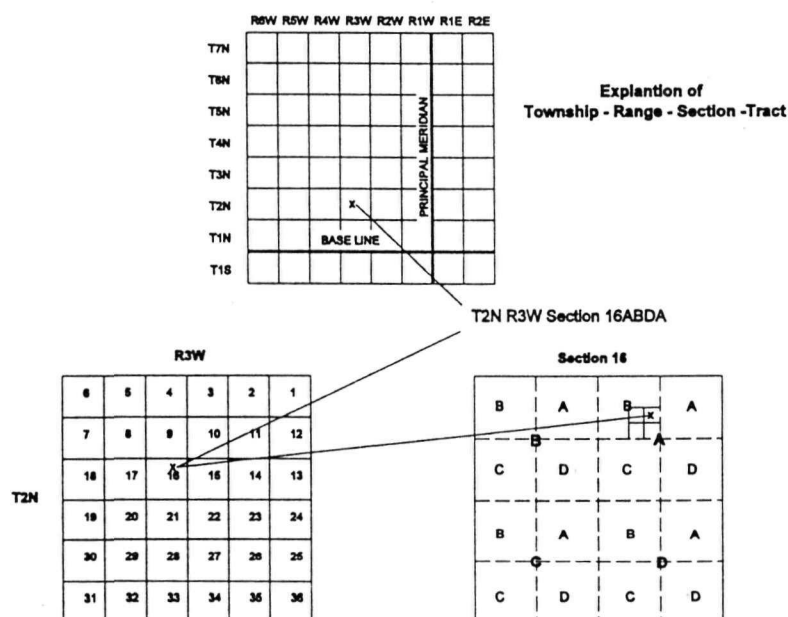 R6W R5W R4W R3W R2W R1W R1E R2E
T7N
T6N
T5N
T4N
T3N
T2N
T1N
T1S
x
PRINCIPAL MERIDIAN
BASE LINE
Explantion of
Township - Range - Section -Tract
T2N R3W Section 16ABDA
R3W
T2N
6 5 4 3 2 1
7 8 9 10 11 12
x
18 17 16 15 14 13
19 20 21 22 23 24
30 29 28 27 26 25
31 32 33 34 35 36
Section 16
B A B A
x
B A
C D C D
B A B A
C D
C D C D